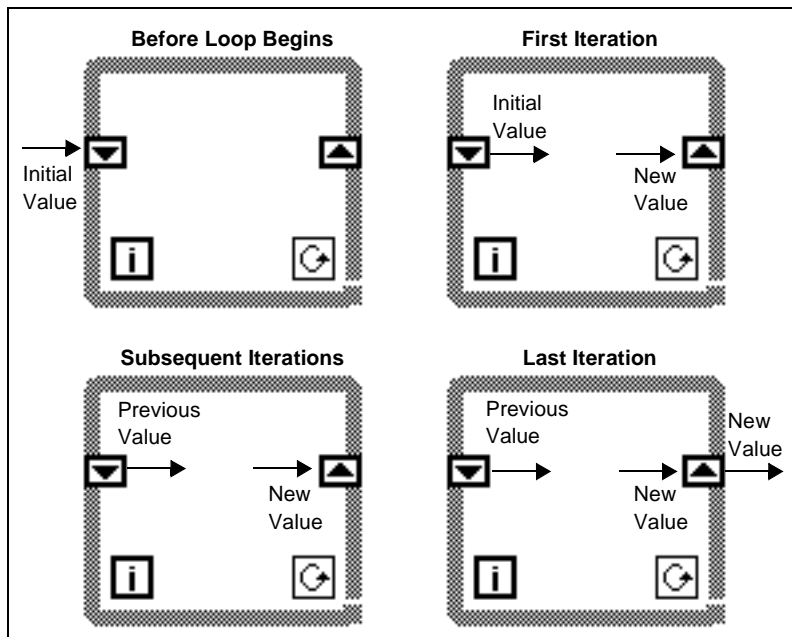 Before Loop Begins
Initial
Value
i
First Iteration
Initial
Value
New
Value
i
Subsequent Iterations
Previous
Value
New
Value
i
Last Iteration
Previous
Value
New
Value
New
Value
i